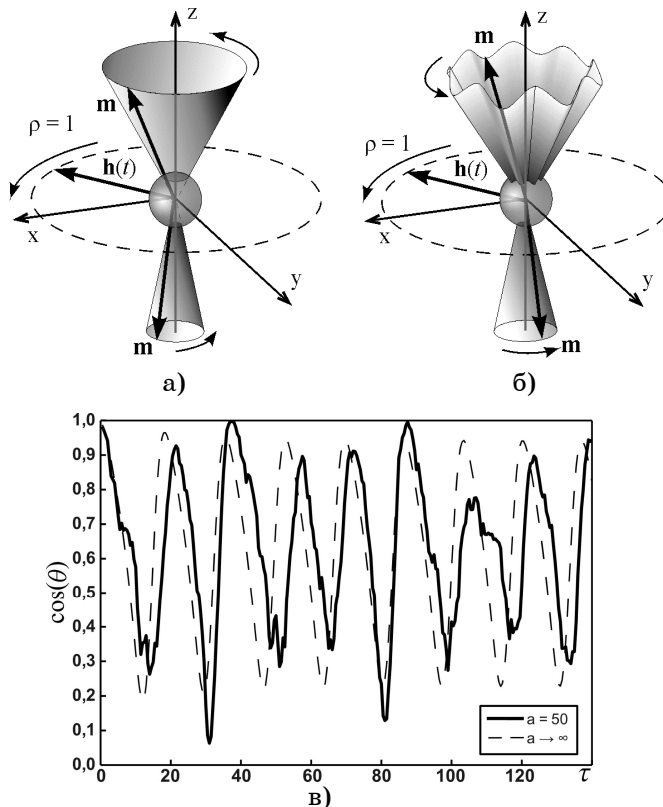 z
z
m
m
ρ = 1
ρ = 1
h(t)
h(t)
x
x
y
y
m
m
а)
б)
1,0
0,9
0,8
0,7
0,6
0,5
0,4
0,3
0,2
0,1
0,0
cos(θ)
a = 50
a → ∞
0 20 40 60 80 100 120 τ
в)